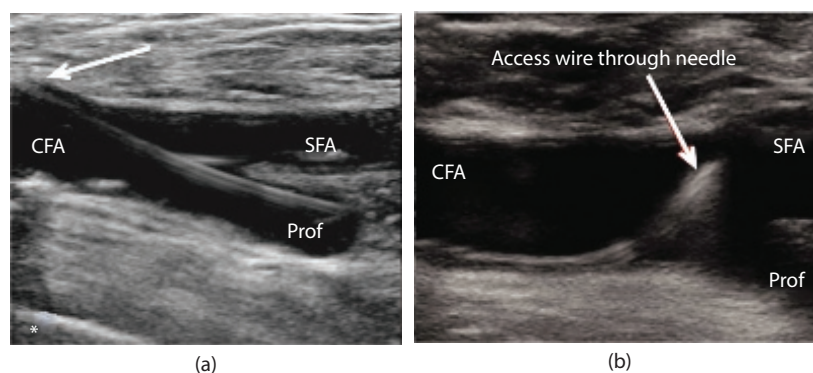 CFA
SFA
Prof
*
(a)
Access wire through needle
CFA
SFA
Prof
(b)